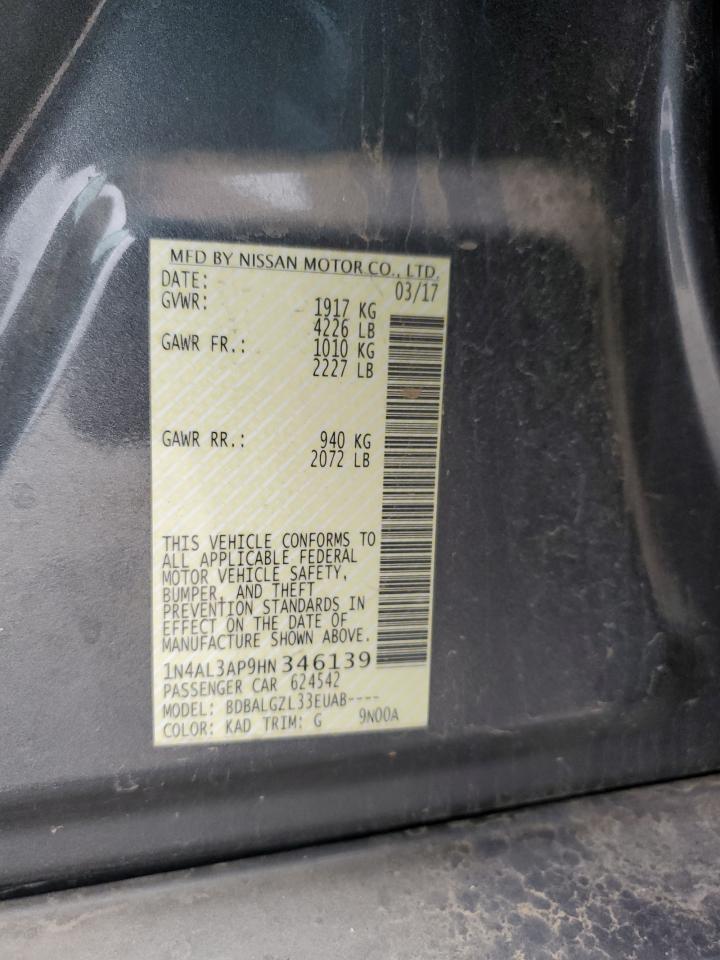 MFD BY NISSAN MOTOR CO., LTD.
DATE: 03/17
GVWR: 1917 KG
4226 LB
GAWR FR.: 1010 KG
2227 LB
GAWR RR.: 940 KG
2072 LB
THIS VEHICLE CONFORMS TO
ALL APPLICABLE FEDERAL
MOTOR VEHICLE SAFETY,
BUMPER, AND THEFT
PREVENTION STANDARDS IN
EFFECT ON THE DATE OF
MANUFACTURE SHOWN ABOVE.
1N4AL3AP9HN 346139
PASSENGER CAR 624542
MODEL: BDBALGZL33EUAB----
COLOR: KAD TRIM: G 9N00A